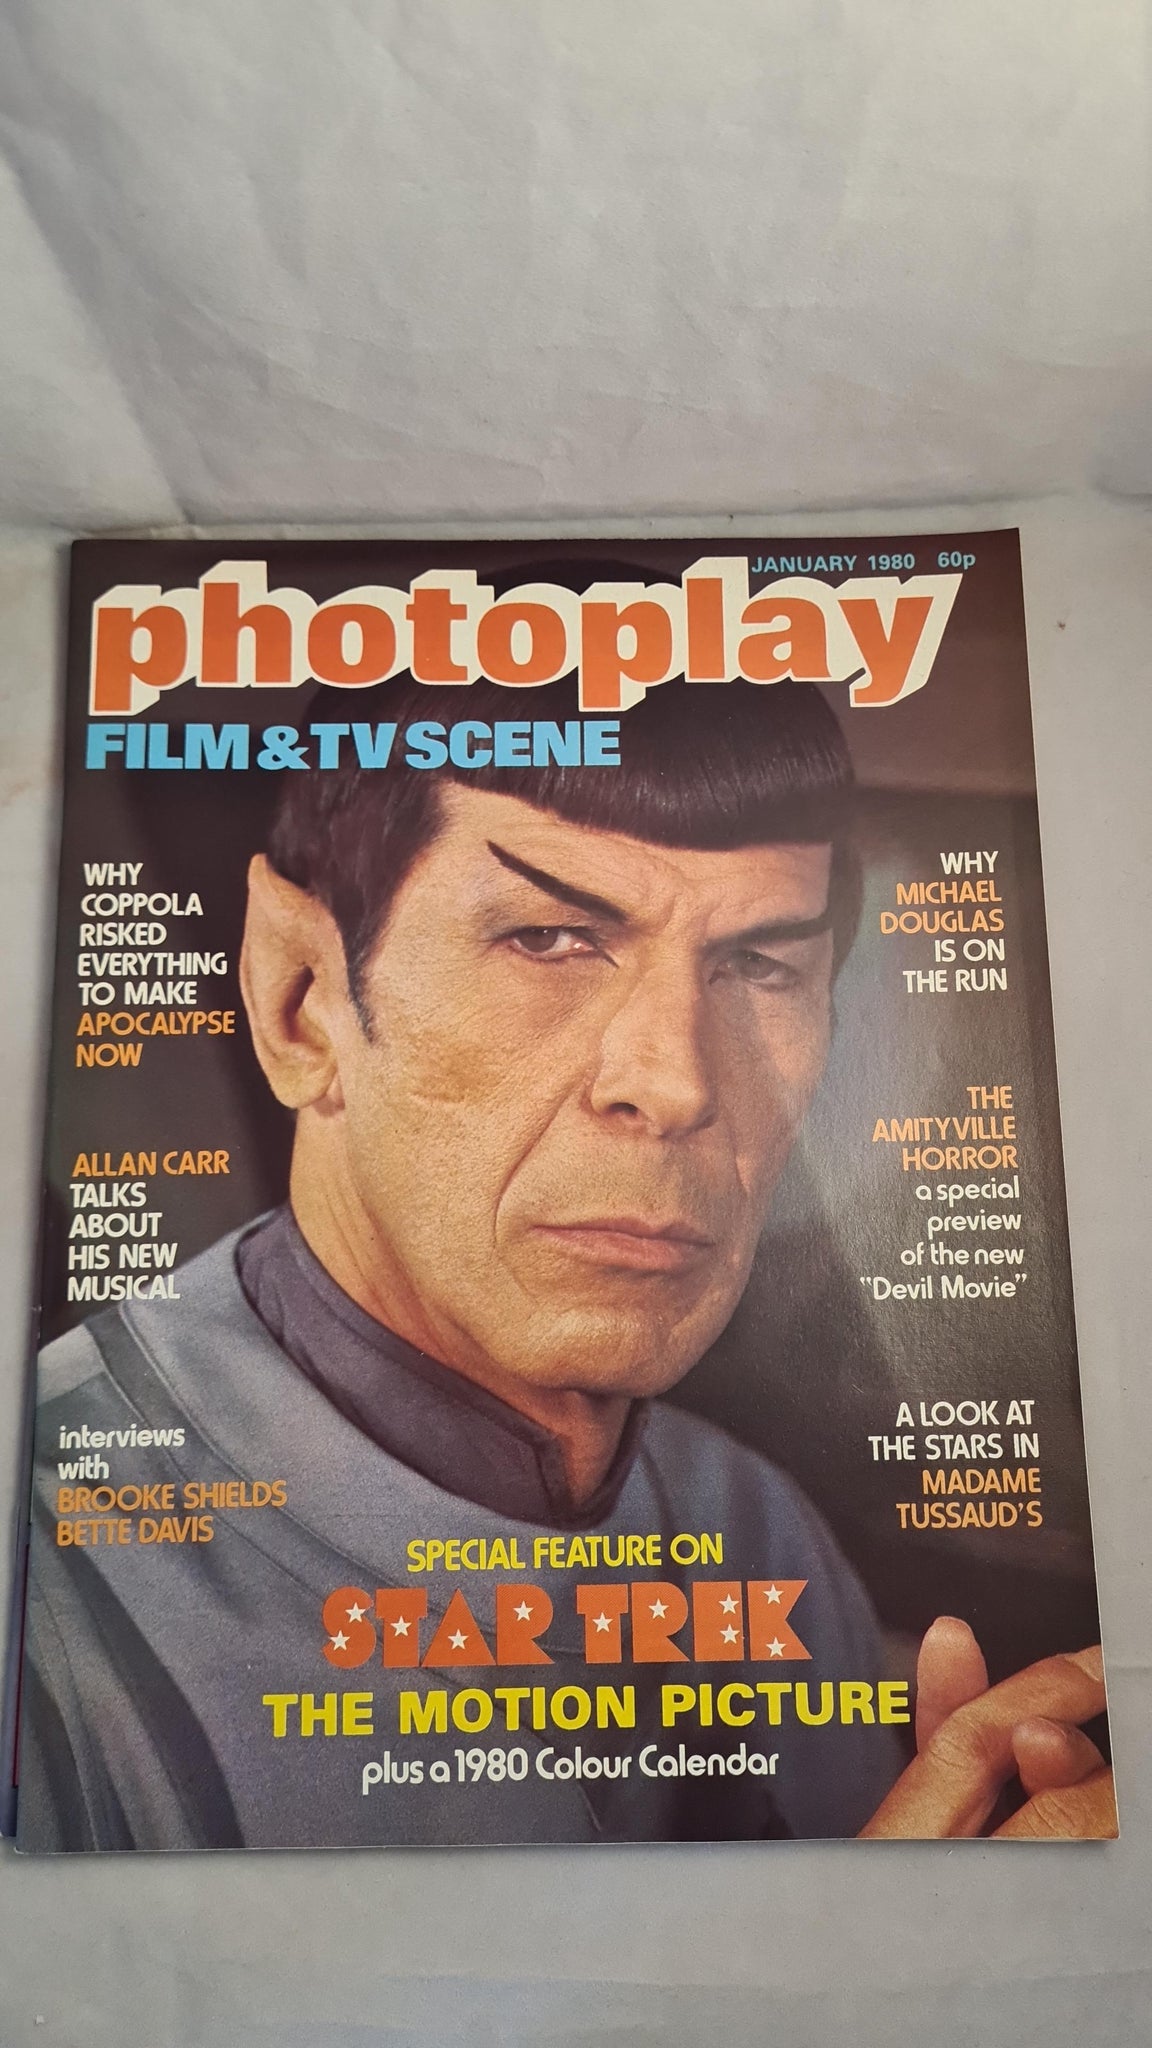 JANUARY 1980 60p
photoplay
FILM & TV SCENE
WHY
COPPOLA
RISKED
EVERYTHING
TO MAKE
APOCALYPSE
NOW
ALLAN CARR
TALKS
ABOUT
HIS NEW
MUSICAL
interviews
with
BROOKE SHIELDS
BETTE DAVIS
WHY
MICHAEL
DOUGLAS
IS ON
THE RUN
THE
AMITYVILLE
HORROR
a special
preview
of the new
"Devil Movie"
A LOOK AT
THE STARS IN
MADAME
TUSSAUD'S
SPECIAL FEATURE ON
STAR TREK
THE MOTION PICTURE
plus a 1980 Colour Calendar